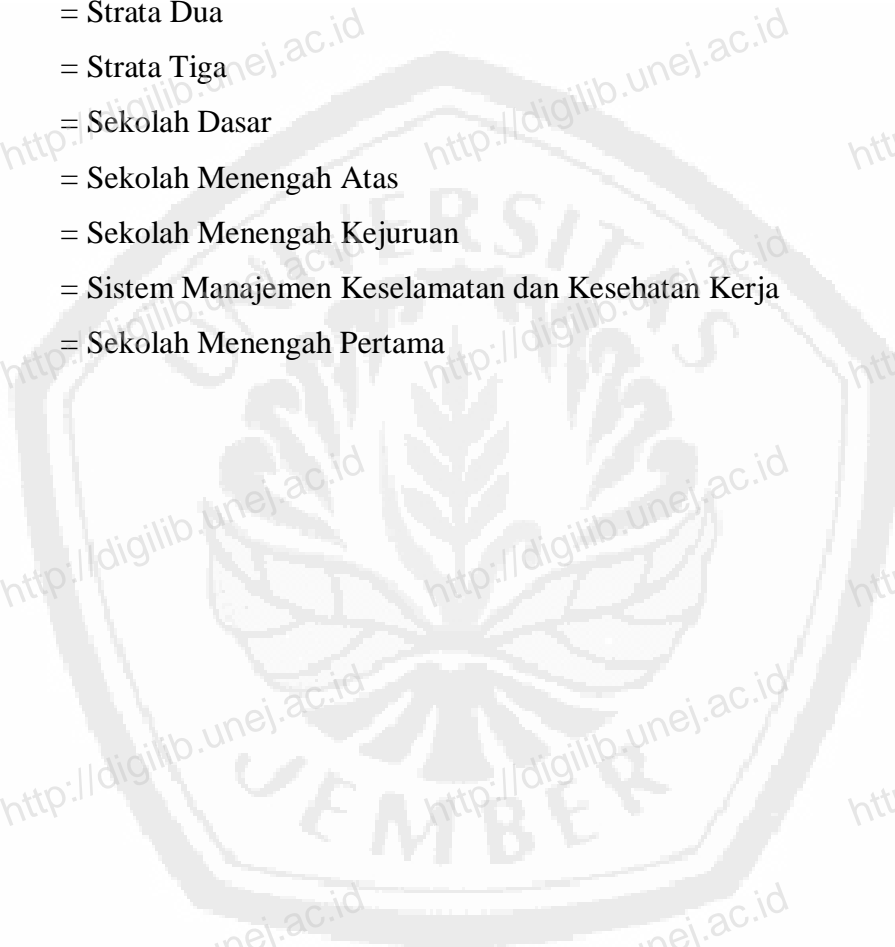 = Strata Dua
= Strata Tiga
= Sekolah Dasar
= Sekolah Menengah Atas
= Sekolah Menengah Kejuruan
= Sistem Manajemen Keselamatan dan Kesehatan Kerja
= Sekolah Menengah Pertama
UNIVERSITAS
JEMBER
http://digilib.unej.ac.id
http://digilib.unej.ac.id
http://digilib.unej.ac.id
http://digilib.unej.ac.id
http://digilib.unej.ac.id
http://digilib.unej.ac.id
http://digilib.unej.ac.id
http://digilib.unej.ac.id